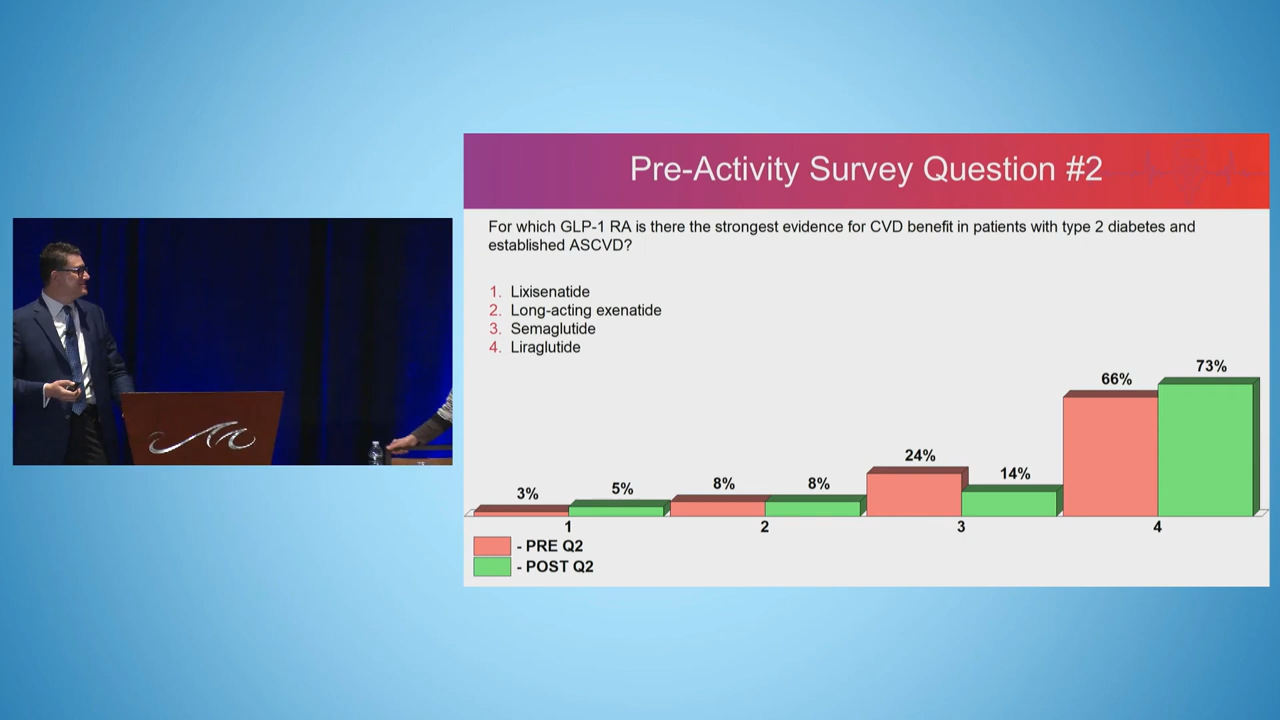 Pre-Activity Survey Question #2
For which GLP-1 RA is there the strongest evidence for CVD benefit in patients with type 2 diabetes and
established ASCVD?
1. Lixisenatide
2. Long-acting exenatide
3. Semaglutide
4. Liraglutide
3%
5%
8%
8%
24%
14%
66%
73%
1
2
3
4
- PRE Q2
- POST Q2